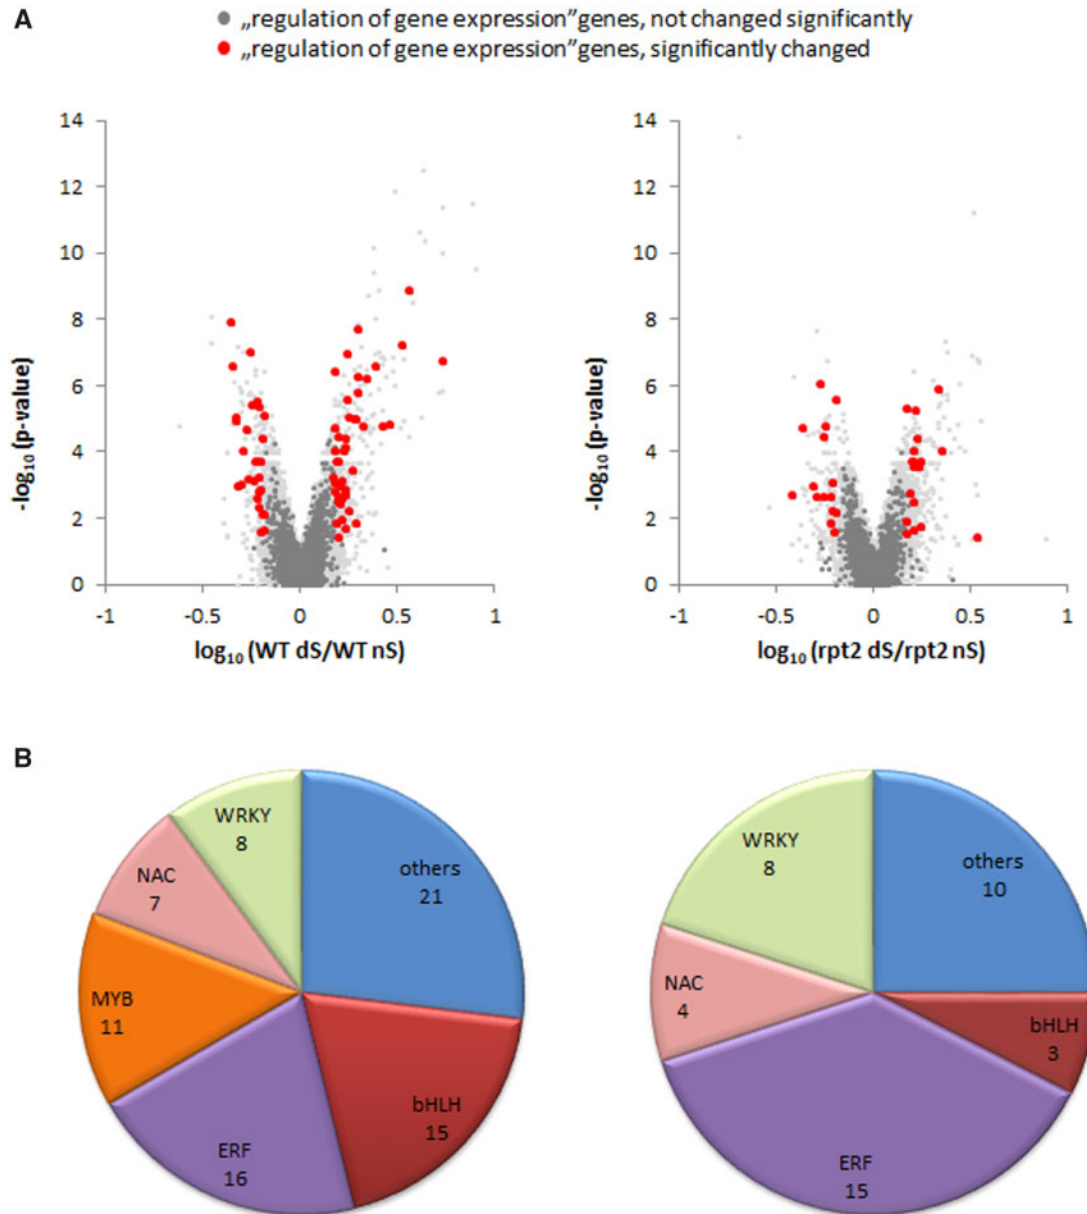 A
„regulation of gene expression”genes, not changed significantly
„regulation of gene expression”genes, significantly changed
14
12
10
8
6
4
2
0
-log10 (p-value)
-1
-0.5
0
0.5
1
log10 (WT dS/WT nS)
14
12
10
8
6
4
2
0
-log10 (p-value)
-1
-0.5
0
0.5
1
log10 (rpt2 dS/rpt2 nS)
B
WRKY
8
others
21
NAC
7
MYB
11
bHLH
15
ERF
16
WRKY
8
others
10
NAC
4
bHLH
3
ERF
15